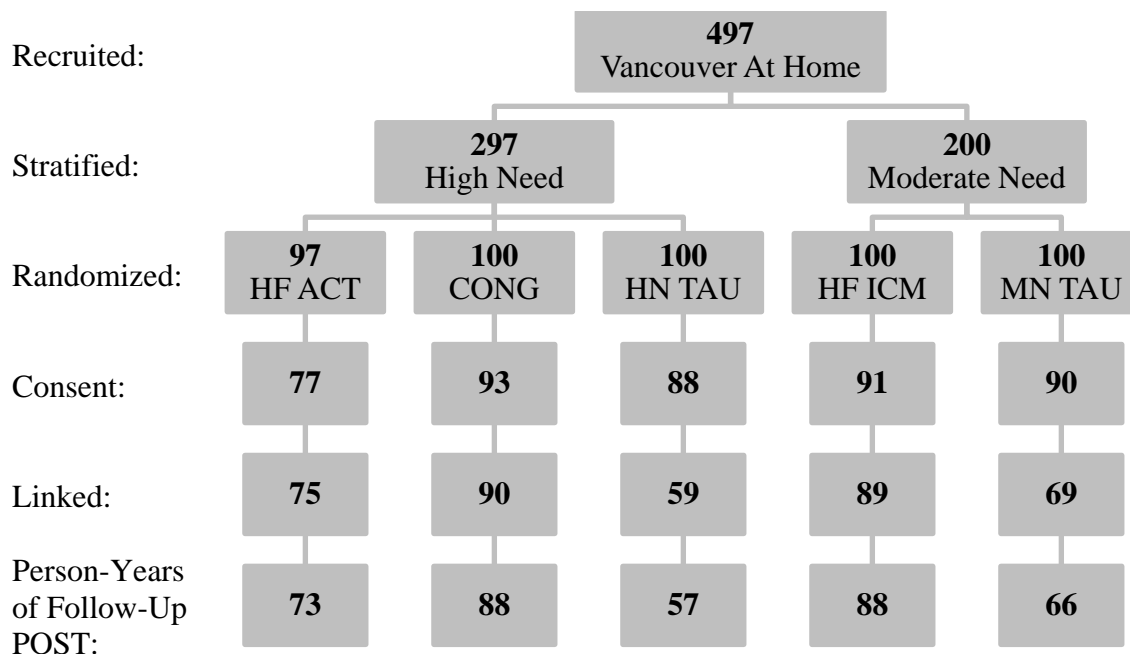 Recruited:
497
Vancouver At Home
Stratified:
297
High Need
200
Moderate Need
Randomized:
97
HF ACT
100
CONG
100
HN TAU
100
HF ICM
100
MN TAU
Consent:
77
93
88
91
90
Linked:
75
90
59
89
69
Person-Years
of Follow-Up
POST:
73
88
57
88
66